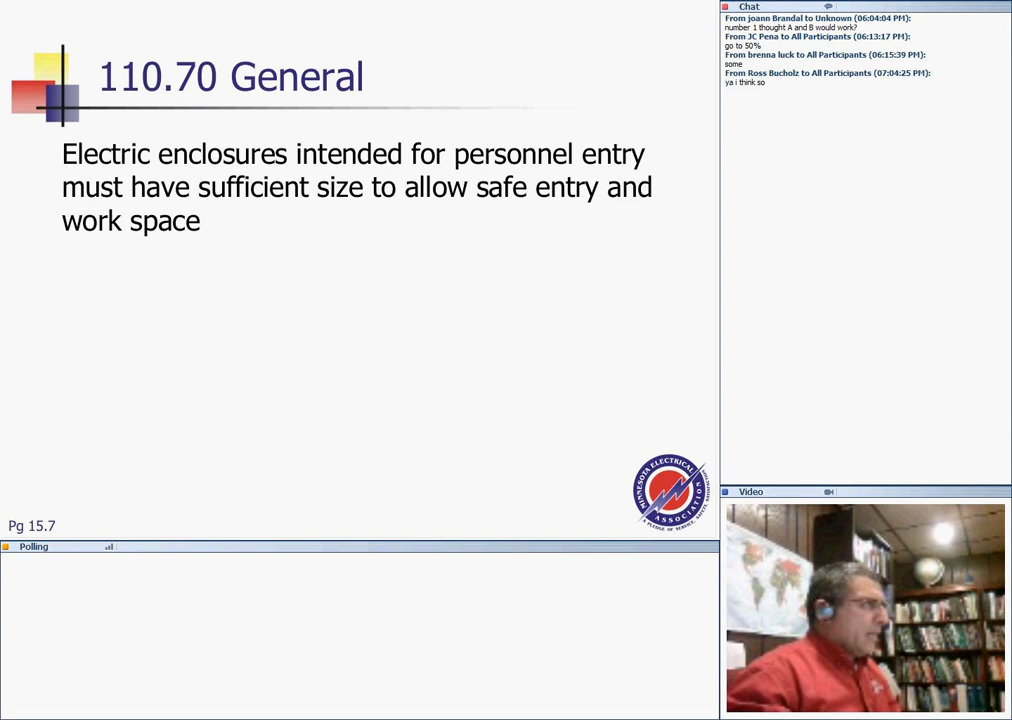 110.70 General
Electric enclosures intended for personnel entry
must have sufficient size to allow safe entry and
work space
MINNESOTA ELECTRICAL
ASSOCIATION
Pg 15.7
Polling
Chat
From joann Brandal to Unknown (06:04:04 PM):
number 1 thought A and B would work?
From JC Pena to All Participants (06:13:17 PM):
go to 50%
From brenna luck to All Participants (06:15:39 PM):
some
From Ross Bucholz to All Participants (07:04:25 PM):
ya i think so
Video